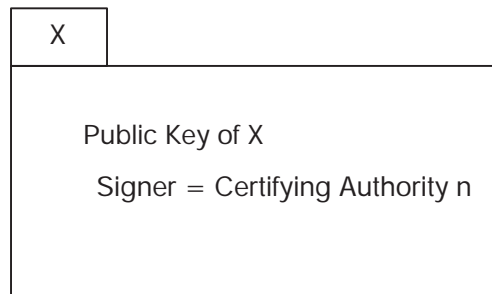 X
Public Key of X
Signer = Certifying Authority n